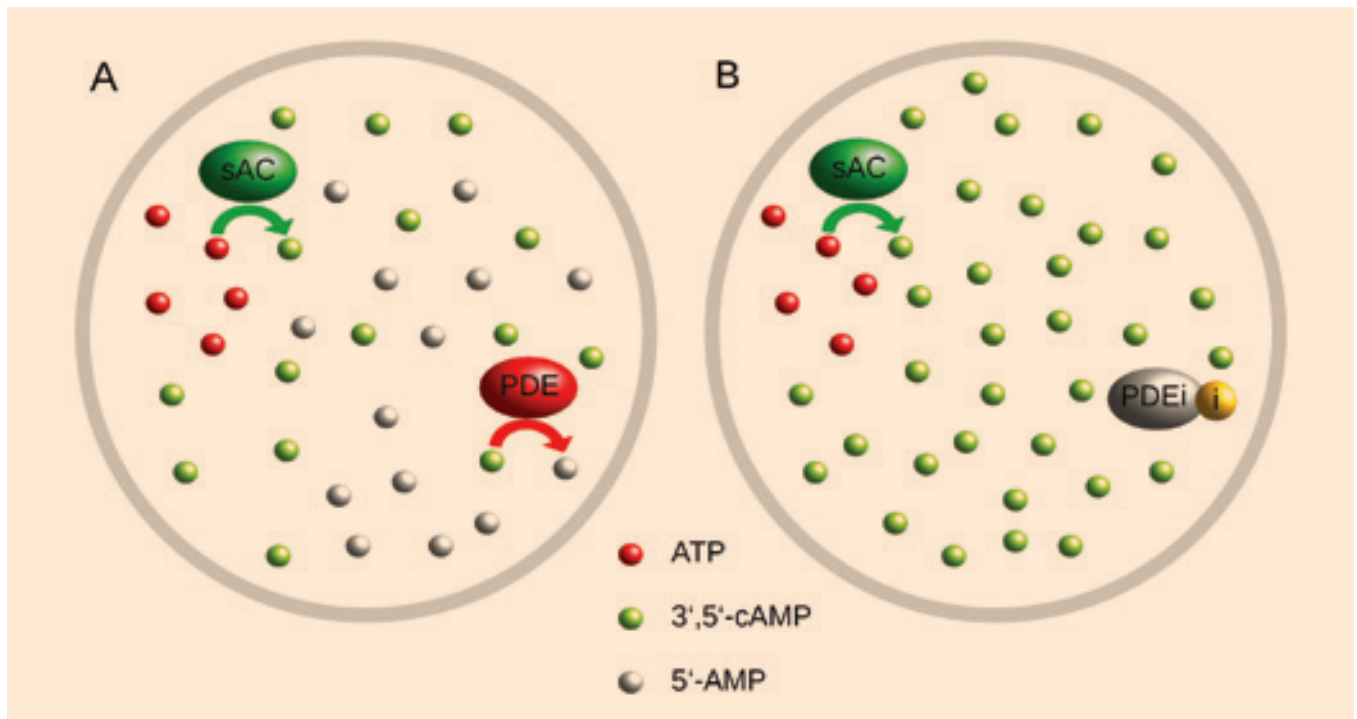 A
B
sAC
sAC
PDE
PDEi
i
ATP
3‘,5‘-cAMP
5‘-AMP